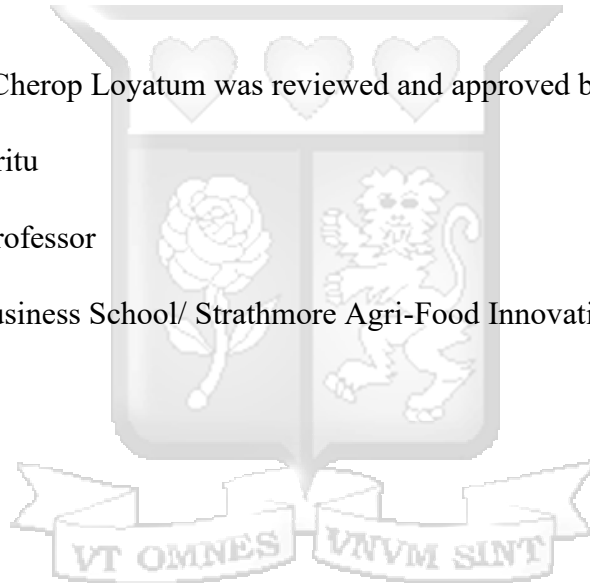 Cherop Loyatum was reviewed and approved b
ritu
rofessor
usiness School/ Strathmore Agri-Food Innovati
VT OMNES VNVM SINT